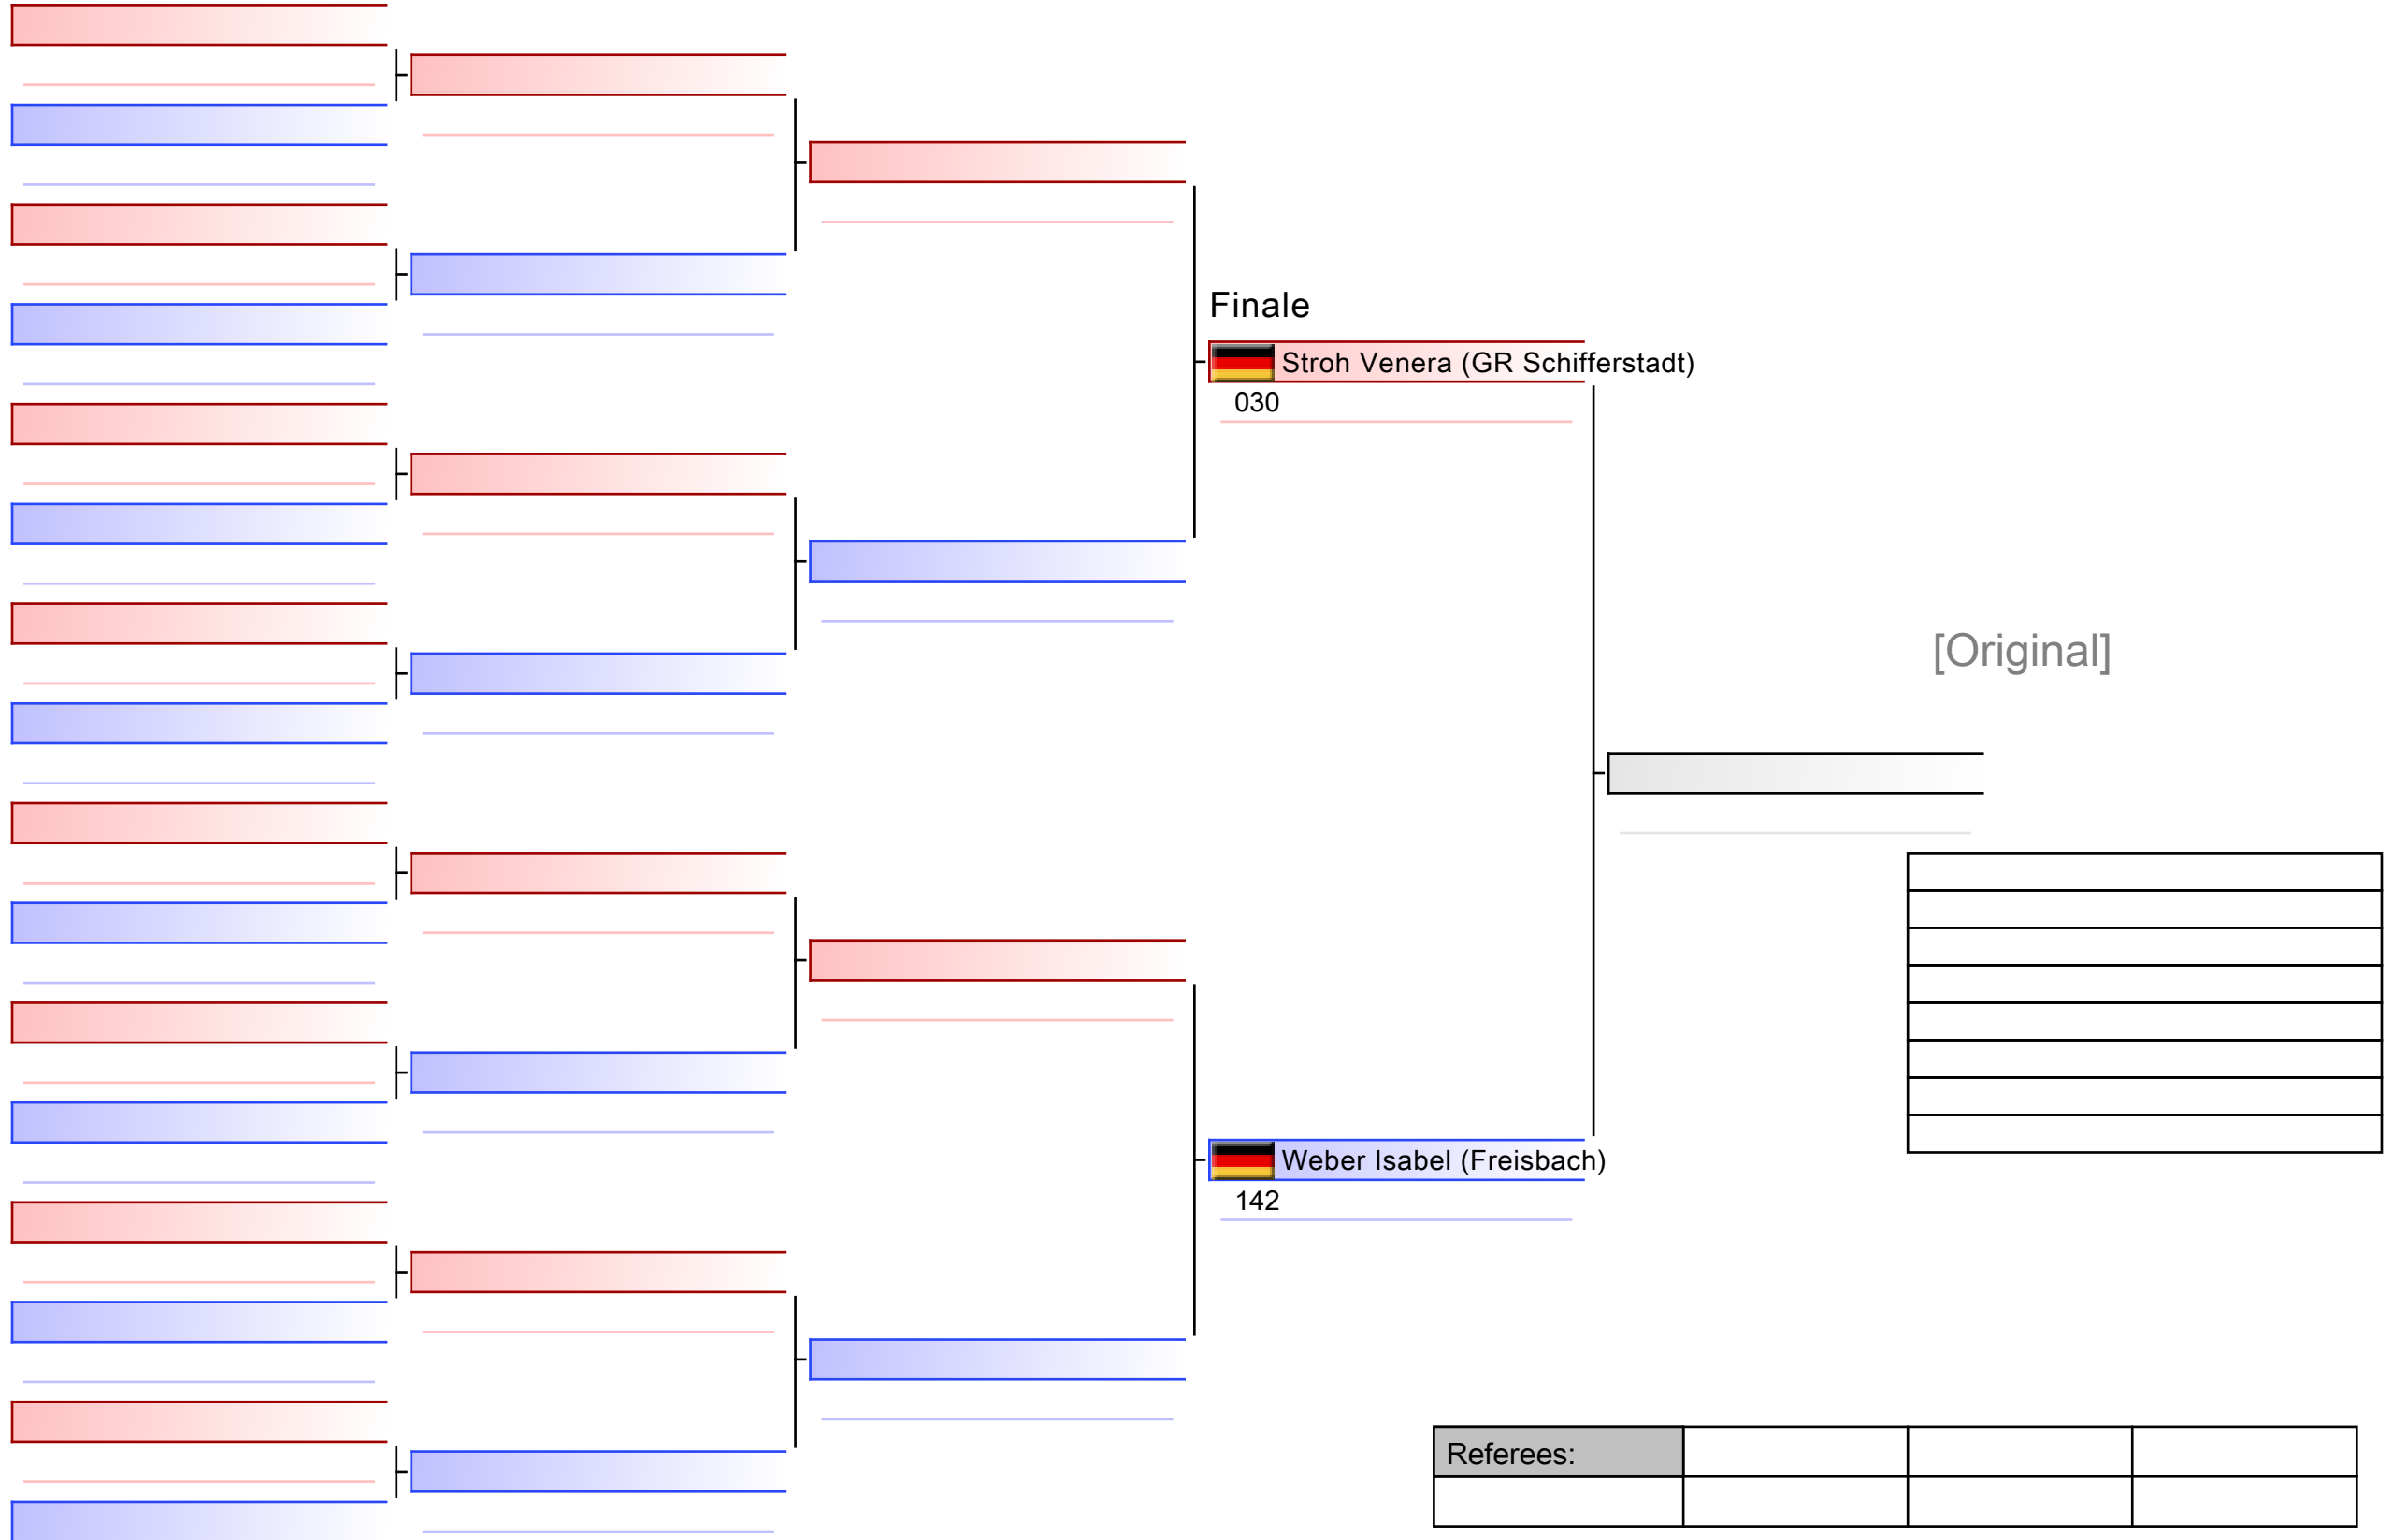 Finale
Stroh Venera (GR Schifferstadt)
030
[Original]
Weber Isabel (Freisbach)
142
Referees: